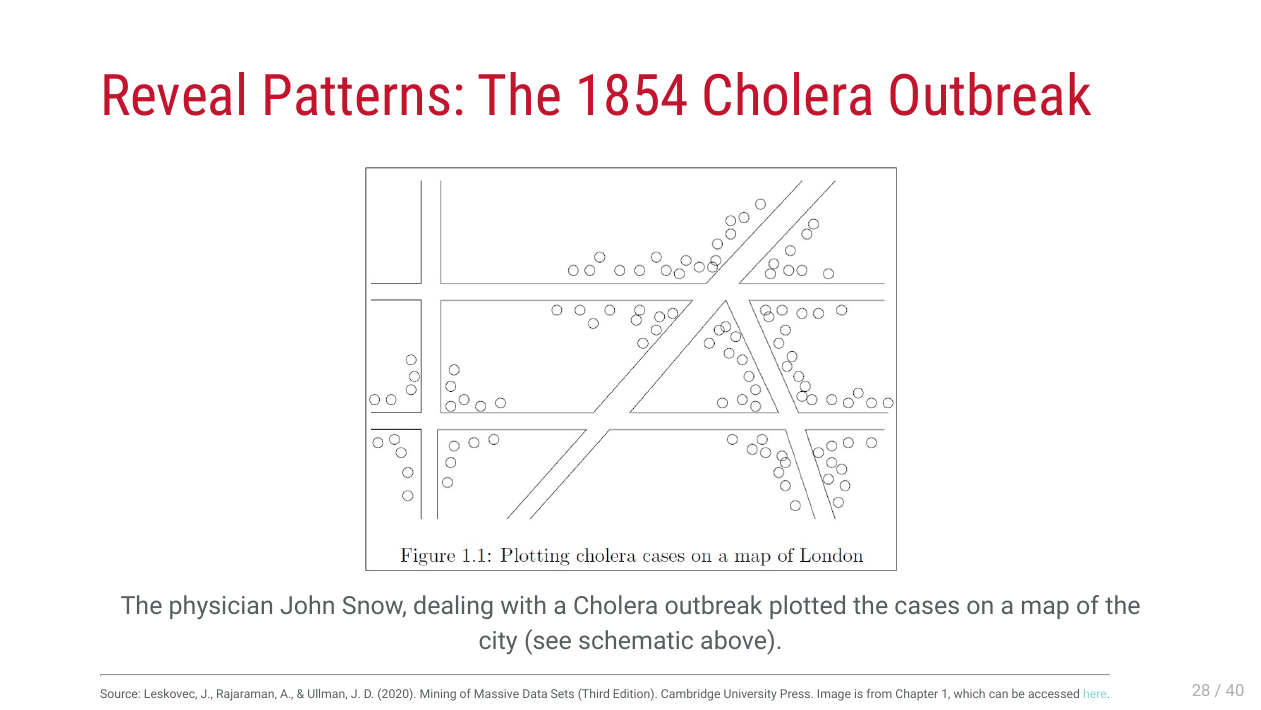 Reveal Patterns: The 1854 Cholera Outbreak
Figure 1.1: Plotting cholera cases on a map of London
The physician John Snow, dealing with a Cholera outbreak plotted the cases on a map of the
city (see schematic above).
Source: Leskovec, J., Rajaraman, A., & Ullman, J. D. (2020). Mining of Massive Data Sets (Third Edition). Cambridge University Press. Image is from Chapter 1, which can be accessed here.
28 / 40